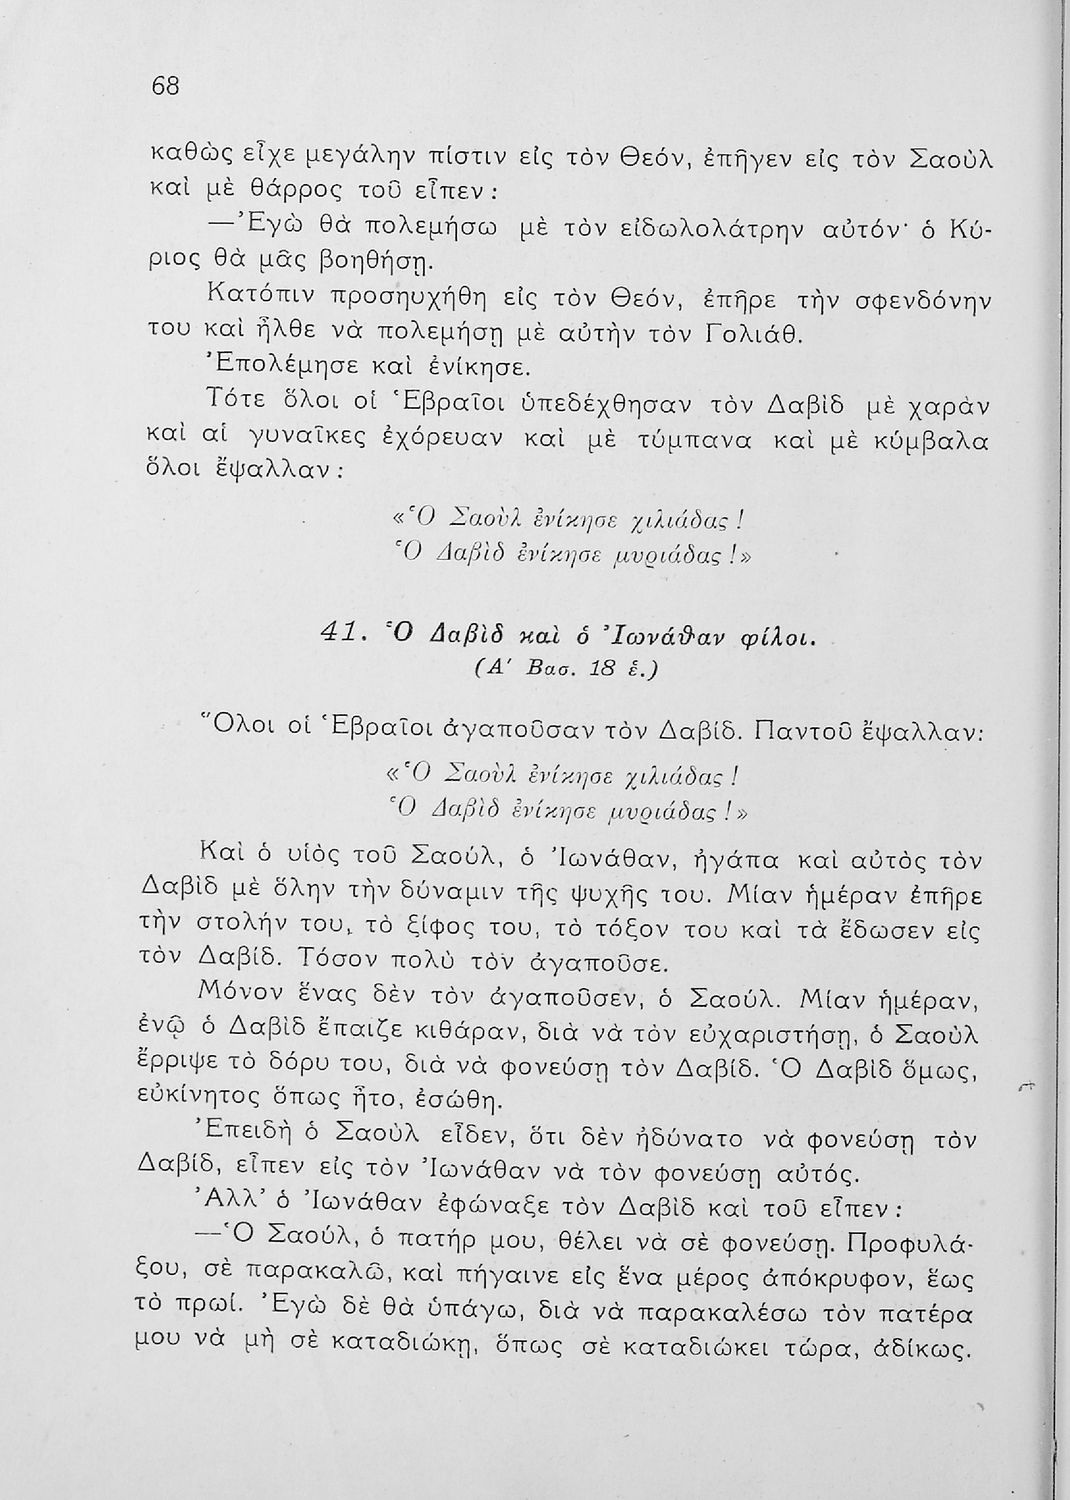 68
καθὼς εἶχε μεγάλην πίστιν εἰς τὸν Θεόν, ἐπῆγεν εἰς τὸν Σαοὺλ
καὶ μὲ θάρρος τοῦ εἶπεν :
—Ἐγὼ θὰ πολεμήσω μὲ τὸν εἰδωλολάτρην αὐτόν· ὁ Κύ-
ριος θὰ μᾶς βοηθήσῃ.
Κατόπιν προσηυχήθη εἰς τὸν Θεόν, ἐπῆρε τὴν σφενδόνην
του καὶ ἦλθε νὰ πολεμήσῃ μὲ αὐτὴν τὸν Γολιάθ.
Ἐπολέμησε καὶ ἐνίκησε.
Τότε ὅλοι οἱ Ἑβραῖοι ὑπεδέχθησαν τὸν Δαβὶδ μὲ χαρὰν
καὶ αἱ γυναῖκες ἐχόρευαν καὶ μὲ τύμπανα καὶ μὲ κύμβαλα
ὅλοι ἔψαλλαν :
«Ὁ Σαοὺλ ἐνίκησε χιλιάδας !
Ὁ Δαβὶδ ἐνίκησε μυριάδας !»
41. Ὁ Δαβὶδ καὶ ὁ Ἰωνάθαν φίλοι.
(Α' Βασ. 18 ἑ.)
Ὅλοι οἱ Ἑβραῖοι ἀγαποῦσαν τὸν Δαβίδ. Παντοῦ ἔψαλλαν:
«Ὁ Σαοὺλ ἐνίκησε χιλιάδας !
Ὁ Δαβὶδ ἐνίκησε μυριάδας !»
Καὶ ὁ υἱὸς τοῦ Σαούλ, ὁ Ἰωνάθαν, ἠγάπα καὶ αὐτὸς τὸν
Δαβὶδ μὲ ὅλην τὴν δύναμιν τῆς ψυχῆς του. Μίαν ἡμέραν ἐπῆρε
τὴν στολήν του, τὸ ξίφος του, τὸ τόξον του καὶ τὰ ἔδωσεν εἰς
τὸν Δαβίδ. Τόσον πολὺ τὸν ἀγαποῦσε.
Μόνον ἕνας δὲν τὸν ἀγαποῦσεν, ὁ Σαούλ. Μίαν ἡμέραν,
ἐνῷ ὁ Δαβὶδ ἔπαιζε κιθάραν, διὰ νὰ τὸν εὐχαριστήσῃ, ὁ Σαοὺλ
ἔρριψε τὸ δόρυ του, διὰ νὰ φονεύσῃ τὸν Δαβίδ. Ὁ Δαβὶδ ὅμως,
εὐκίνητος ὅπως ἦτο, ἐσώθη.
Ἐπειδὴ ὁ Σαοὺλ εἶδεν, ὅτι δὲν ἠδύνατο νὰ φονεύσῃ τὸν
Δαβίδ, εἶπεν εἰς τὸν Ἰωνάθαν νὰ τὸν φονεύσῃ αὐτός.
Ἀλλ’ ὁ Ἰωνάθαν ἐφώναξε τὸν Δαβὶδ καὶ τοῦ εἶπεν :
—Ὁ Σαούλ, ὁ πατήρ μου, θέλει νὰ σὲ φονεύσῃ. Προφυλά-
ξου, σὲ παρακαλῶ, καὶ πήγαινε εἰς ἕνα μέρος ἀπόκρυφον, ἕως
τὸ πρωί. Ἐγὼ δὲ θὰ ὑπάγω, διὰ νὰ παρακαλέσω τὸν πατέρα
μου νὰ μὴ σὲ καταδιώκῃ, ὅπως σὲ καταδιώκει τώρα, ἀδίκως.